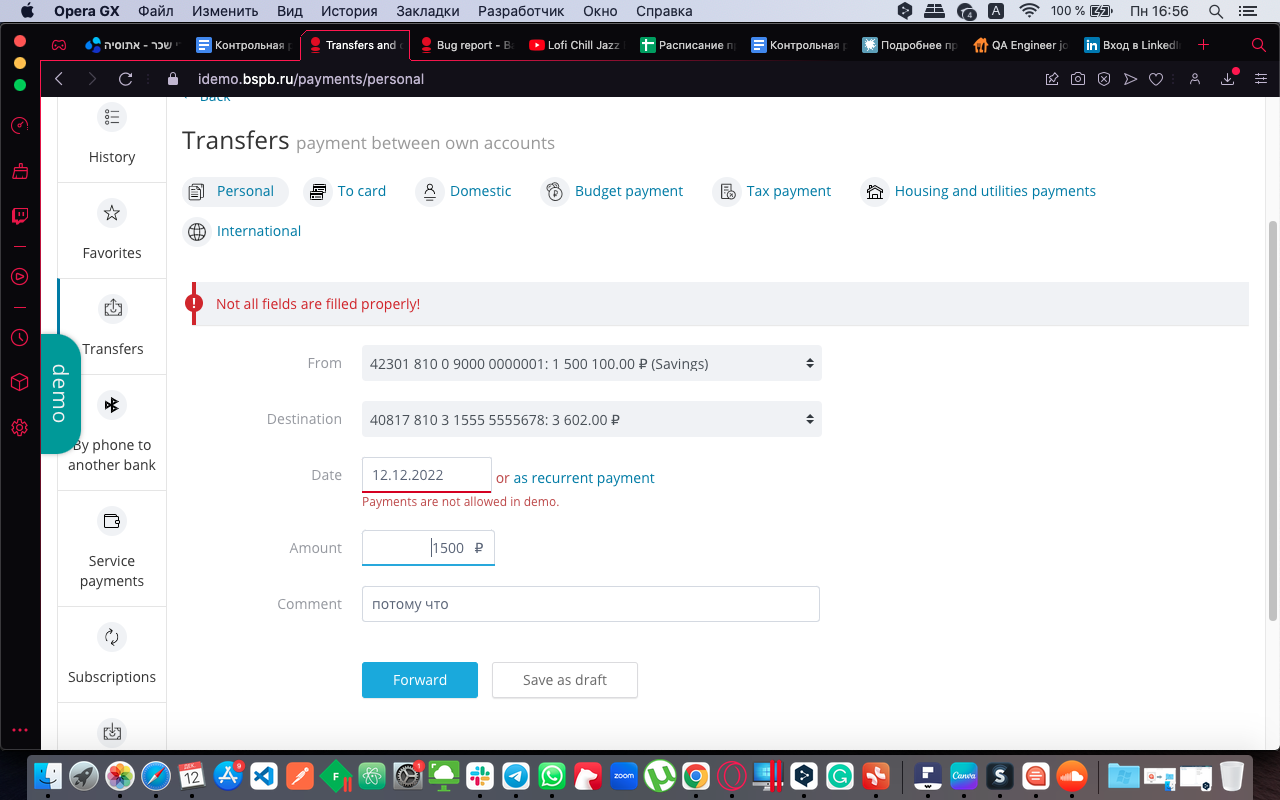 Opera GX Файл Изменить Вид История Закладки Разработчик Окно Справка 4 A 100 % Пн 16:56
שכר - אתוסיה Контрольная Transfers and Bug report - Lofi Chill Jazz Расписание Контрольная Подробнее QA Engineer Вход в LinkedIn
idemo.bspb.ru/payments/personal
Back
Transfers payment between own accounts
History
Personal To card Domestic Budget payment Tax payment Housing and utilities payments
International
Favorites
Not all fields are filled properly!
Transfers
demo
From 42301 810 0 9000 0000001: 1 500 100.00 ₽ (Savings)
Destination 40817 810 3 1555 5555678: 3 602.00 ₽
By phone to
another bank
Date 12.12.2022 or as recurrent payment
Payments are not allowed in demo.
Amount 1500 ₽
Service
payments
Comment потому что
Subscriptions
Forward Save as draft
ДЕК 12 9 F 1 zoom Canva S